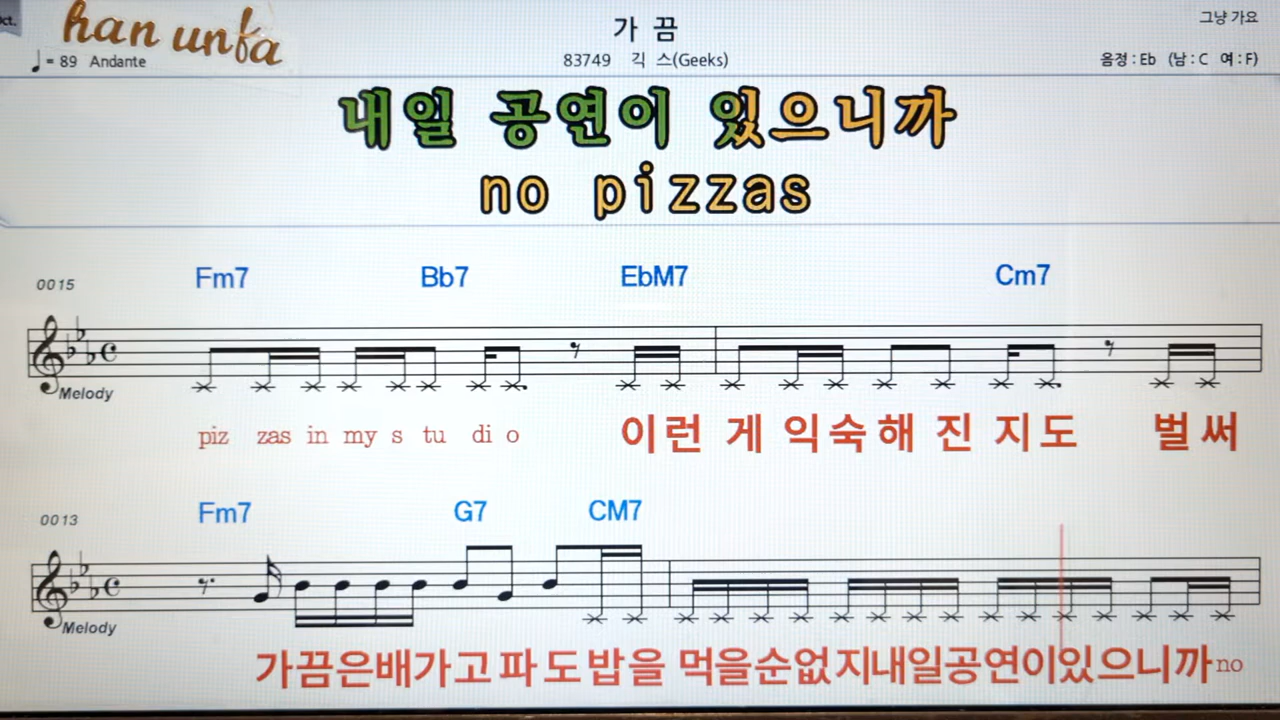 ct.
han unfa
가 끔
그냥 가요
♩= 89 Andante
83749 긱 스(Geeks)
음정 : Eb (남 : C 여 : F)
내일 공연이 있으니까
no pizzas
0015
Fm7 Bb7 EbM7 Cm7
Melody
piz zas in my s tu di o 이런 게 익숙해 진 지도 벌써
0013
Fm7 G7 CM7
Melody
가끔은배가고파도밥을 먹을순없지내일공연이있으니까no